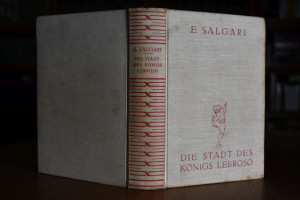 E. SALGARI
DIE STADT
DES KÖNIGS
LEBROSO
E. SALGARI
DIE STADT DES
KÖNIGS LEBROSO